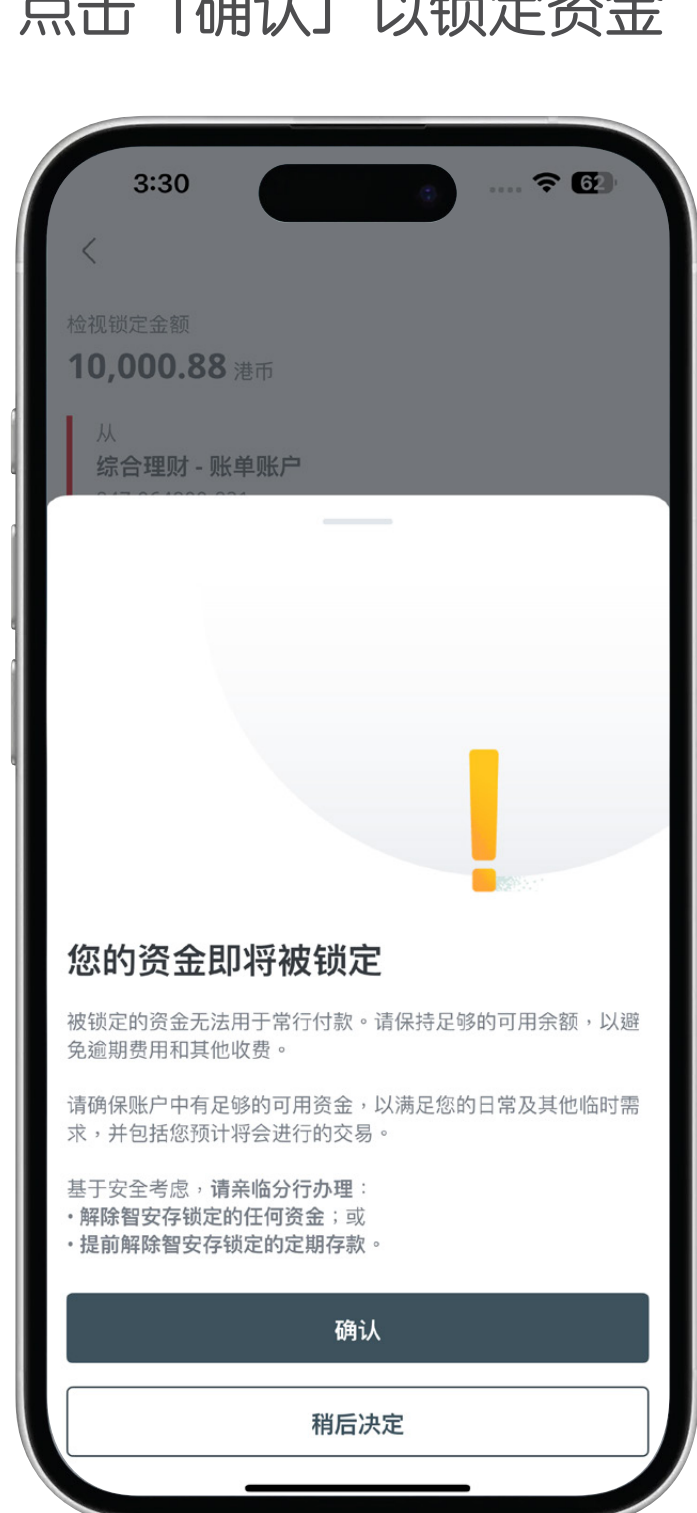 点击「确认」以锁定资金
3:30
62
检视锁定金额
10,000.88 港币
从
综合理财 - 账单账户
您的资金即将被锁定
被锁定的资金无法用于常行付款。请保持足够的可用余额，以避
免逾期费用和其他收费。
请确保账户中有足够的可用资金，以满足您的日常及其他临时需
求，并包括您预计将会进行的交易。
基于安全考虑，请亲临分行办理：
・解除智安存锁定的任何资金；或
・提前解除智安存锁定的定期存款。
确认
稍后决定